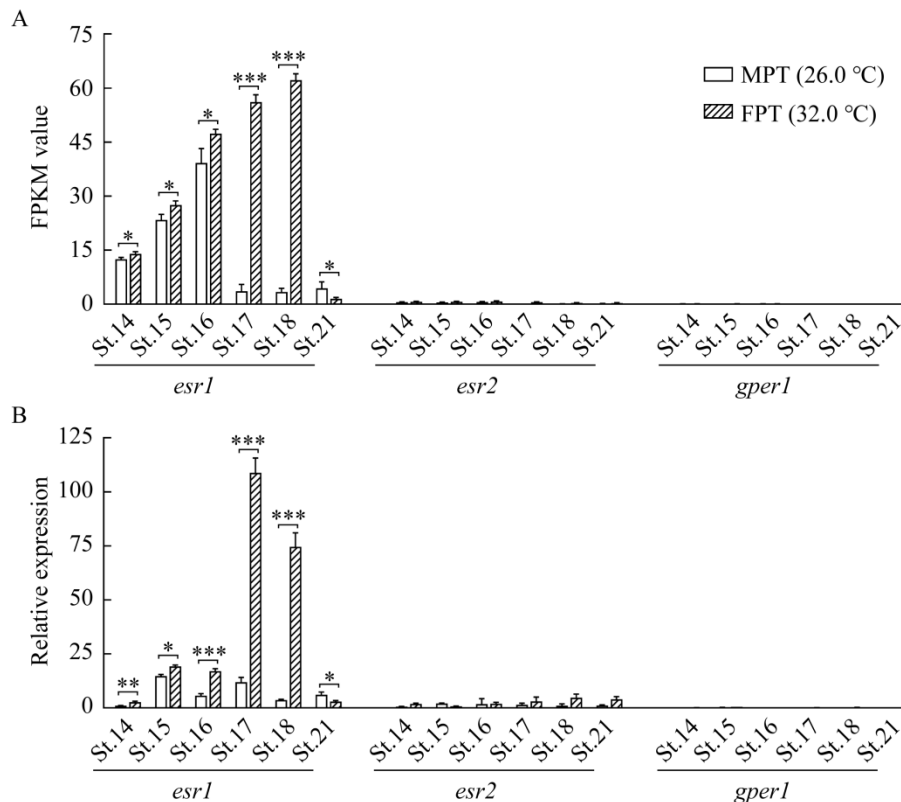 A
FPKM value
75
60
45
30
15
0
MPT (26.0 ℃)
FPT (32.0 ℃)
* * * *** *** *
St.14 St.15 St.16 St.17 St.18 St.21 St.14 St.15 St.16 St.17 St.18 St.21 St.14 St.15 St.16 St.17 St.18 St.21
esr1 esr2 gper1
B
Relative expression
125
100
75
50
25
0
** * *** *** *** *
St.14 St.15 St.16 St.17 St.18 St.21 St.14 St.15 St.16 St.17 St.18 St.21 St.14 St.15 St.16 St.17 St.18 St.21
esr1 esr2 gper1